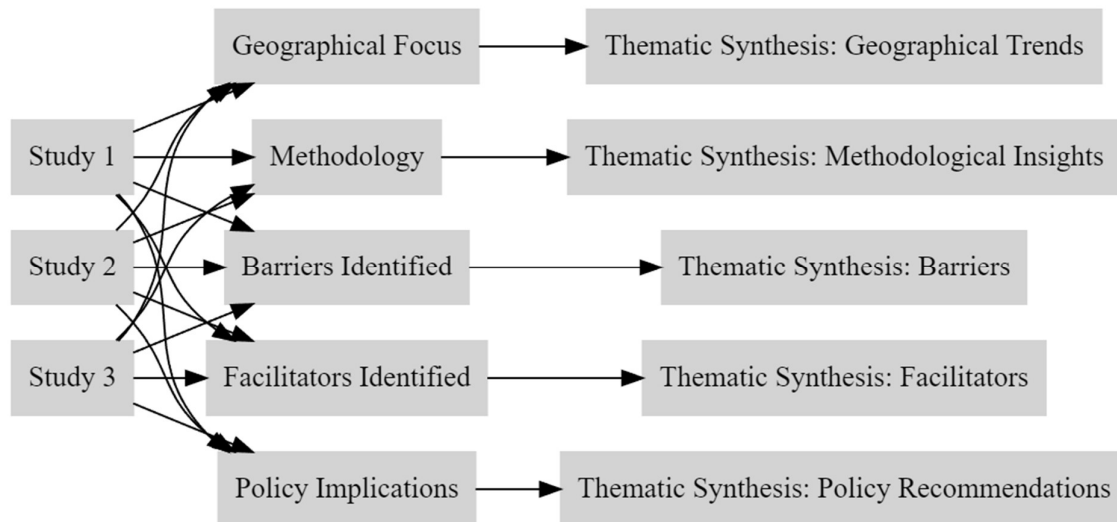 Geographical Focus
Thematic Synthesis: Geographical Trends
Study 1
Methodology
Thematic Synthesis: Methodological Insights
Study 2
Barriers Identified
Thematic Synthesis: Barriers
Study 3
Facilitators Identified
Thematic Synthesis: Facilitators
Policy Implications
Thematic Synthesis: Policy Recommendations